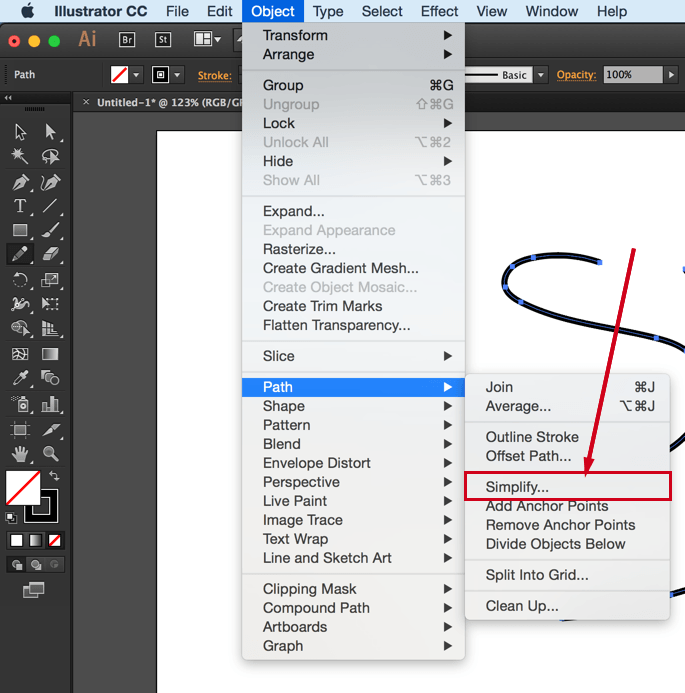 Illustrator CC File Edit Object Type Select Effect View Window Help
Ai Br St
Path Stroke: Basic Opacity: 100%
× Untitled-1* @ 123% (RGB/GP
Transform
Arrange
Group ⌘G
Ungroup ⇧⌘G
Lock
Unlock All ⌥⌘2
Hide
Show All ⌥⌘3
Expand...
Expand Appearance
Rasterize...
Create Gradient Mesh...
Create Object Mosaic...
Create Trim Marks
Flatten Transparency...
Slice
Path
Shape
Pattern
Blend
Envelope Distort
Perspective
Live Paint
Image Trace
Text Wrap
Line and Sketch Art
Clipping Mask
Compound Path
Artboards
Graph
Join ⌘J
Average... ⌥⌘J
Outline Stroke
Offset Path...
Simplify...
Add Anchor Points
Remove Anchor Points
Divide Objects Below
Split Into Grid...
Clean Up...